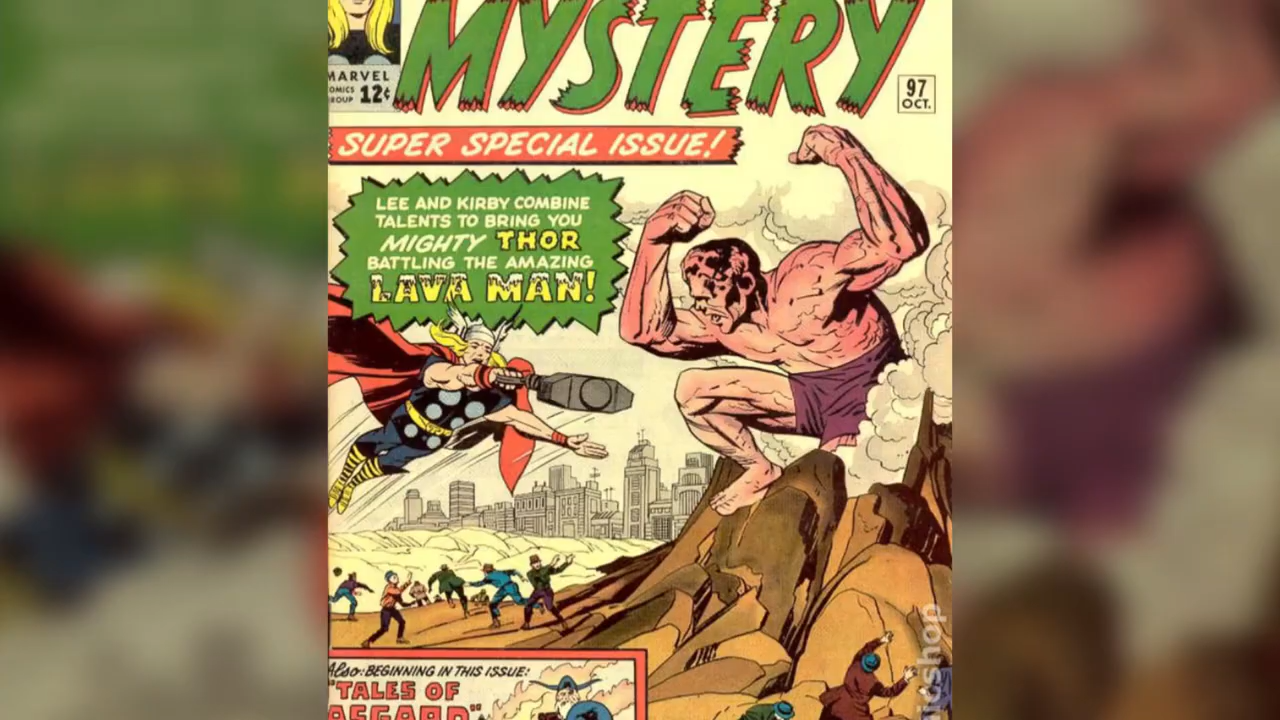 MYSTERY
MARVEL
COMICS
GROUP 12¢
97
OCT.
SUPER SPECIAL ISSUE!
LEE AND KIRBY COMBINE
TALENTS TO BRING YOU
MIGHTY THOR
BATTLING THE AMAZING
LAVA MAN!
Also: BEGINNING IN THIS ISSUE:
"TALES OF
ASGARD"